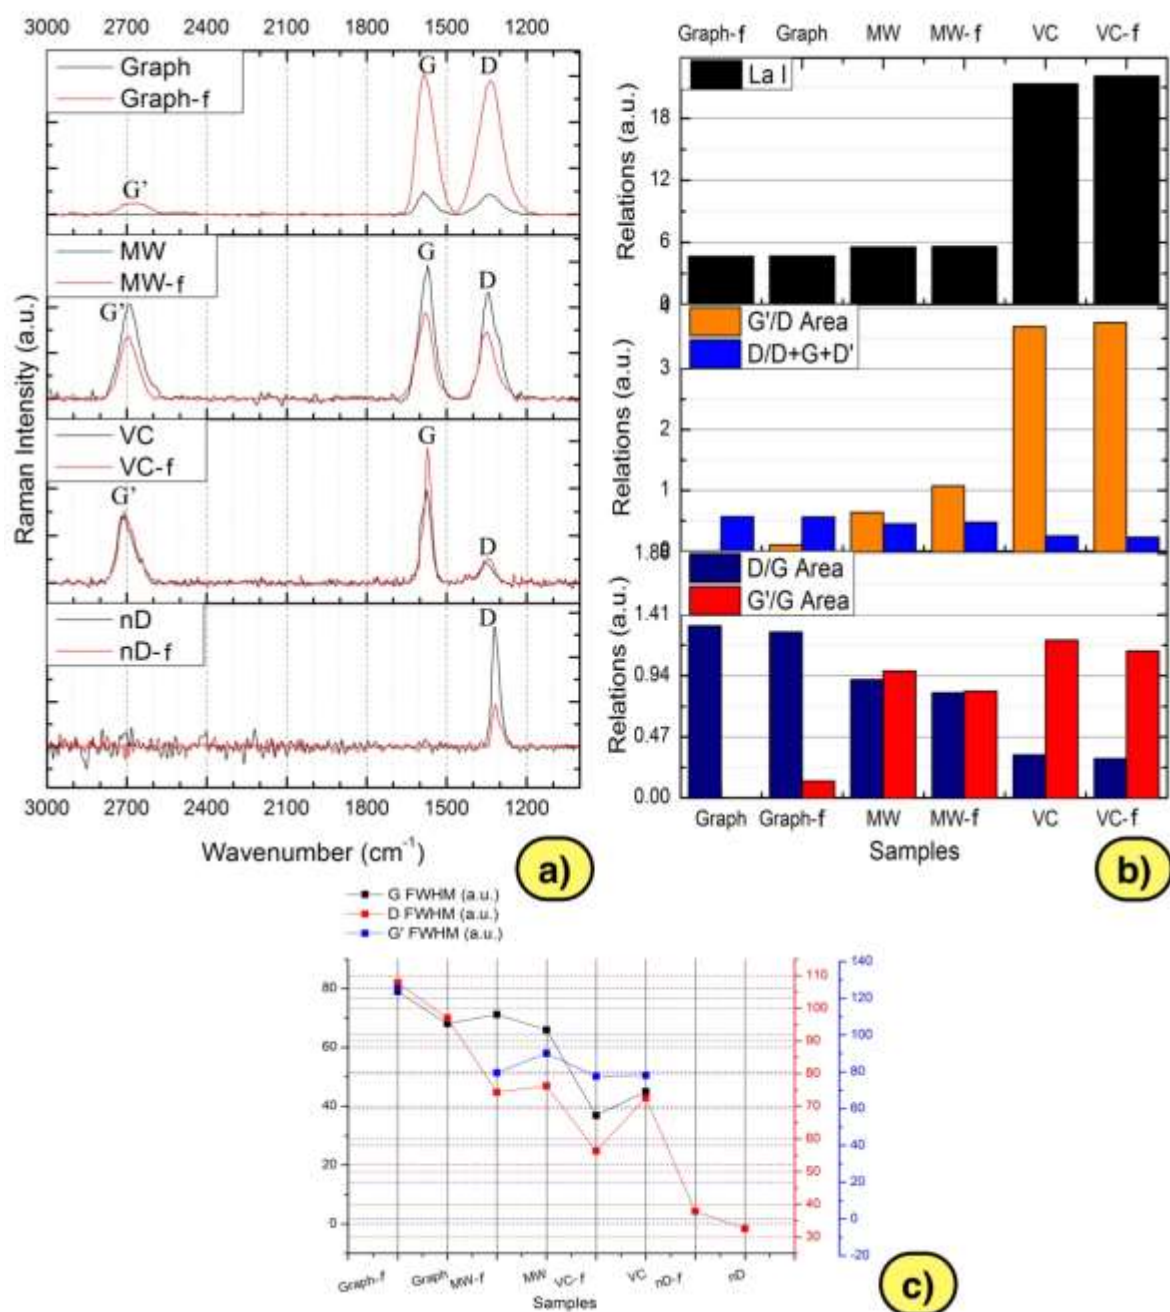 3000 2700 2400 2100 1800 1500 1200
Graph
Graph-f
G
D
G'
MW
MW-f
G
D
G'
VC
VC-f
G
G'
D
nD
nD-f
D
3000 2700 2400 2100 1800 1500 1200
Raman Intensity (a.u.)
Wavenumber (cm⁻¹)
a)
Graph-f Graph MW MW-f VC VC-f
La I
18
12
6
Relations (a.u.)
G'/D Area
D/D+G+D'
3
2
1
Relations (a.u.)
D/G Area
G'/G Area
1.41
0.94
0.47
0.00
Relations (a.u.)
Graph Graph-f MW MW-f VC VC-f
Samples
b)
G FWHM (a.u.)
D FWHM (a.u.)
G' FWHM (a.u.)
80
60
40
20
0
110
100
90
80
70
60
50
40
30
140
120
100
80
60
40
20
0
-20
Graph-f Graph MW-f MW VC-f VC nD-f nD
Samples
c)